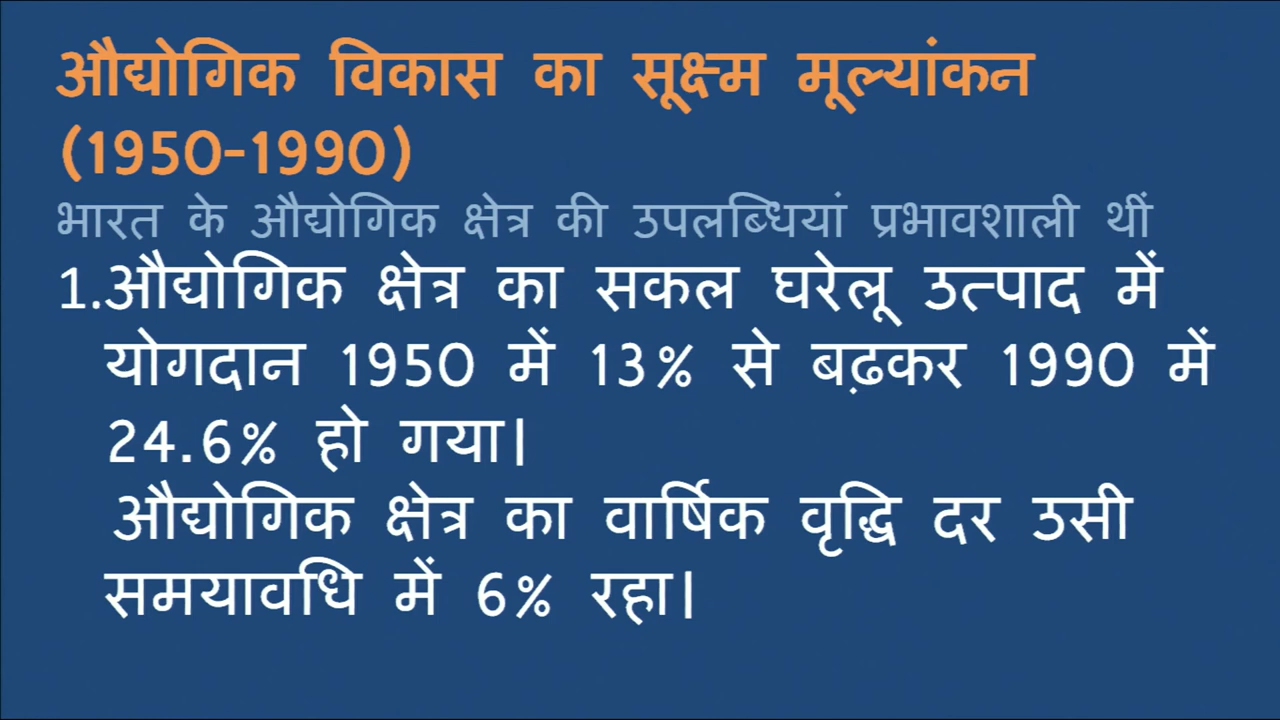 औद्योगिक विकास का सूक्ष्म मूल्यांकन
(1950-1990)
भारत के औद्योगिक क्षेत्र की उपलब्धियां प्रभावशाली थीं
1.औद्योगिक क्षेत्र का सकल घरेलू उत्पाद में
योगदान 1950 में 13% से बढ़कर 1990 में
24.6% हो गया।
औद्योगिक क्षेत्र का वार्षिक वृद्धि दर उसी
समयावधि में 6% रहा।